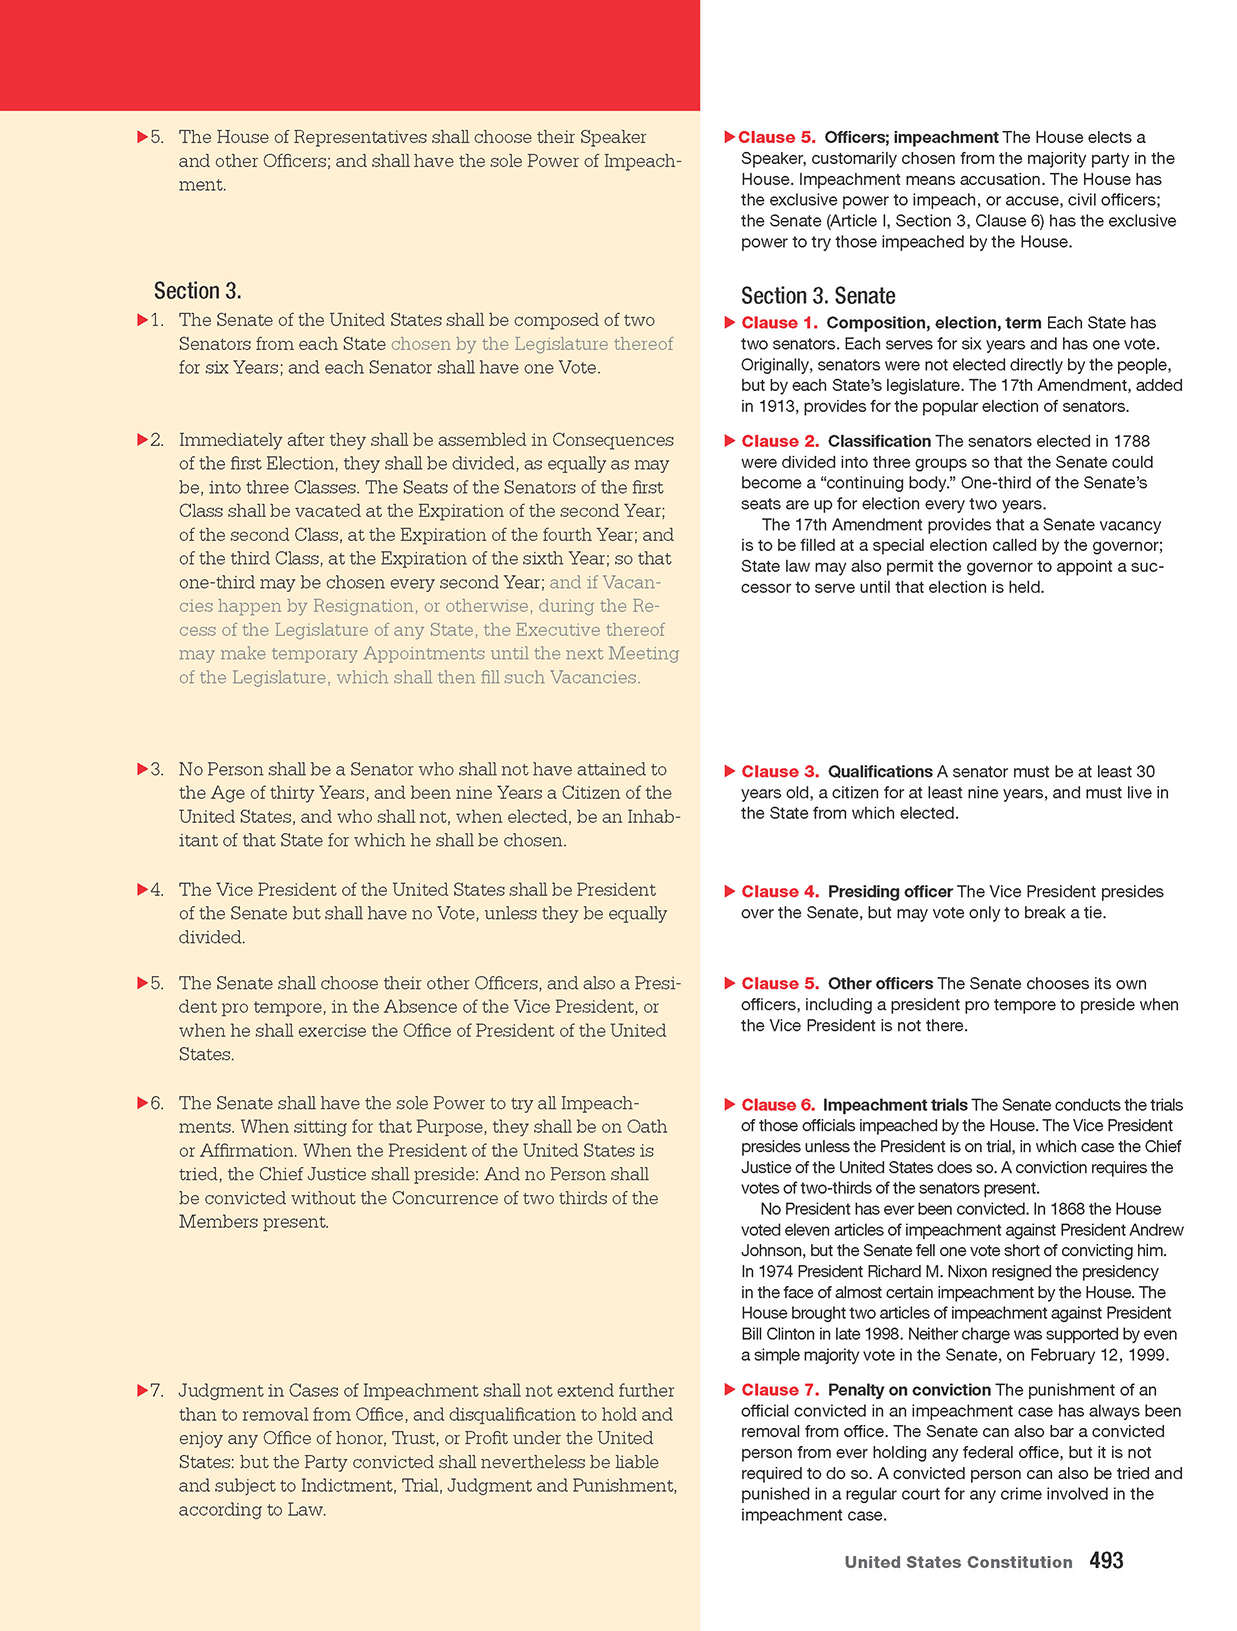 5. The House of Representatives shall choose their Speaker
and other Officers; and shall have the sole Power of Impeach-
ment.
Section 3.
1. The Senate of the United States shall be composed of two
Senators from each State chosen by the Legislature thereof
for six Years; and each Senator shall have one Vote.
2. Immediately after they shall be assembled in Consequences
of the first Election, they shall be divided, as equally as may
be, into three Classes. The Seats of the Senators of the first
Class shall be vacated at the Expiration of the second Year;
of the second Class, at the Expiration of the fourth Year; and
of the third Class, at the Expiration of the sixth Year; so that
one-third may be chosen every second Year; and if Vacan-
cies happen by Resignation, or otherwise, during the Re-
cess of the Legislature of any State, the Executive thereof
may make temporary Appointments until the next Meeting
of the Legislature, which shall then fill such Vacancies.
3. No Person shall be a Senator who shall not have attained to
the Age of thirty Years, and been nine Years a Citizen of the
United States, and who shall not, when elected, be an Inhab-
itant of that State for which he shall be chosen.
4. The Vice President of the United States shall be President
of the Senate but shall have no Vote, unless they be equally
divided.
5. The Senate shall choose their other Officers, and also a Presi-
dent pro tempore, in the Absence of the Vice President, or
when he shall exercise the Office of President of the United
States.
6. The Senate shall have the sole Power to try all Impeach-
ments. When sitting for that Purpose, they shall be on Oath
or Affirmation. When the President of the United States is
tried, the Chief Justice shall preside: And no Person shall
be convicted without the Concurrence of two thirds of the
Members present.
7. Judgment in Cases of Impeachment shall not extend further
than to removal from Office, and disqualification to hold and
enjoy any Office of honor, Trust, or Profit under the United
States: but the Party convicted shall nevertheless be liable
and subject to Indictment, Trial, Judgment and Punishment,
according to Law.
Clause 5. Officers; impeachment The House elects a
Speaker, customarily chosen from the majority party in the
House. Impeachment means accusation. The House has
the exclusive power to impeach, or accuse, civil officers;
the Senate (Article I, Section 3, Clause 6) has the exclusive
power to try those impeached by the House.
Section 3. Senate
Clause 1. Composition, election, term Each State has
two senators. Each serves for six years and has one vote.
Originally, senators were not elected directly by the people,
but by each State's legislature. The 17th Amendment, added
in 1913, provides for the popular election of senators.
Clause 2. Classification The senators elected in 1788
were divided into three groups so that the Senate could
become a “continuing body.” One-third of the Senate's
seats are up for election every two years.
The 17th Amendment provides that a Senate vacancy
is to be filled at a special election called by the governor;
State law may also permit the governor to appoint a suc-
cessor to serve until that election is held.
Clause 3. Qualifications A senator must be at least 30
years old, a citizen for at least nine years, and must live in
the State from which elected.
Clause 4. Presiding officer The Vice President presides
over the Senate, but may vote only to break a tie.
Clause 5. Other officers The Senate chooses its own
officers, including a president pro tempore to preside when
the Vice President is not there.
Clause 6. Impeachment trials The Senate conducts the trials
of those officials impeached by the House. The Vice President
presides unless the President is on trial, in which case the Chief
Justice of the United States does so. A conviction requires the
votes of two-thirds of the senators present.
No President has ever been convicted. In 1868 the House
voted eleven articles of impeachment against President Andrew
Johnson, but the Senate fell one vote short of convicting him.
In 1974 President Richard M. Nixon resigned the presidency
in the face of almost certain impeachment by the House. The
House brought two articles of impeachment against President
Bill Clinton in late 1998. Neither charge was supported by even
a simple majority vote in the Senate, on February 12, 1999.
Clause 7. Penalty on conviction The punishment of an
official convicted in an impeachment case has always been
removal from office. The Senate can also bar a convicted
person from ever holding any federal office, but it is not
required to do so. A convicted person can also be tried and
punished in a regular court for any crime involved in the
impeachment case.
United States Constitution 493